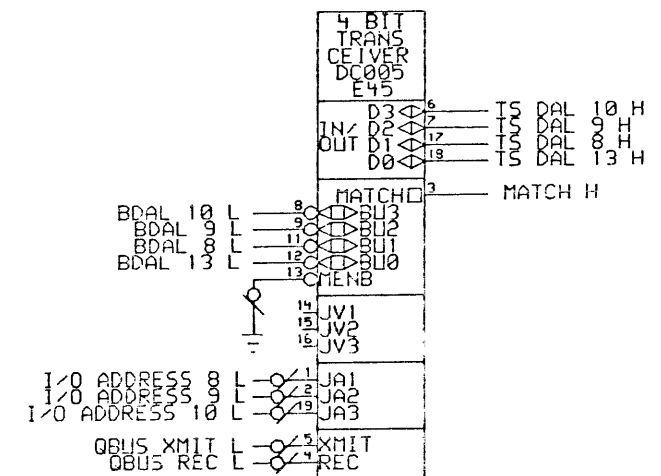 4 BIT
TRANS
CEIVER
DC005
E45
D3 6 TS DAL 10 H
IN/ D2 7 TS DAL 9 H
OUT D1 17 TS DAL 8 H
D0 18 TS DAL 13 H
MATCH 3 MATCH H
BDAL 10 L 8 BU3
BDAL 9 L 9 BU2
BDAL 8 L 11 BU1
BDAL 13 L 12 BU0
13 MENB
14 JV1
15 JV2
16 JV3
I/O ADDRESS 8 L 1 JA1
I/O ADDRESS 9 L 2 JA2
I/O ADDRESS 10 L 19 JA3
QBUS XMIT L 5 XMIT
QBUS REC L 4 REC